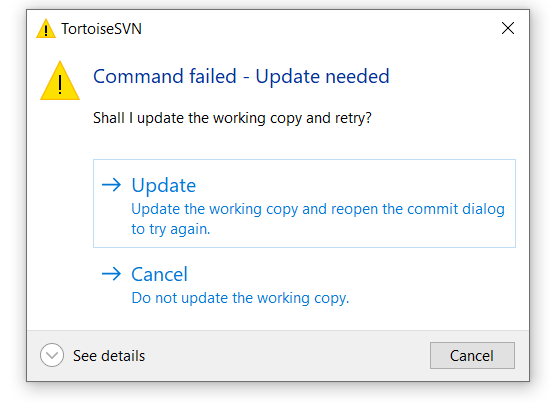 TortoiseSVN
Command failed - Update needed
Shall I update the working copy and retry?
Update
Update the working copy and reopen the commit dialog
to try again.
Cancel
Do not update the working copy.
See details
Cancel